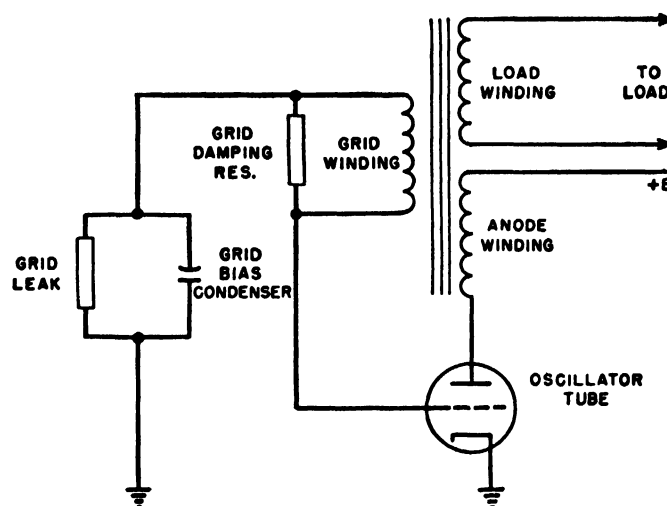 LOAD
WINDING
TO
LOAD
GRID
DAMPING
RES.
GRID
WINDING
+B
ANODE
WINDING
GRID
LEAK
GRID
BIAS
CONDENSER
OSCILLATOR
TUBE